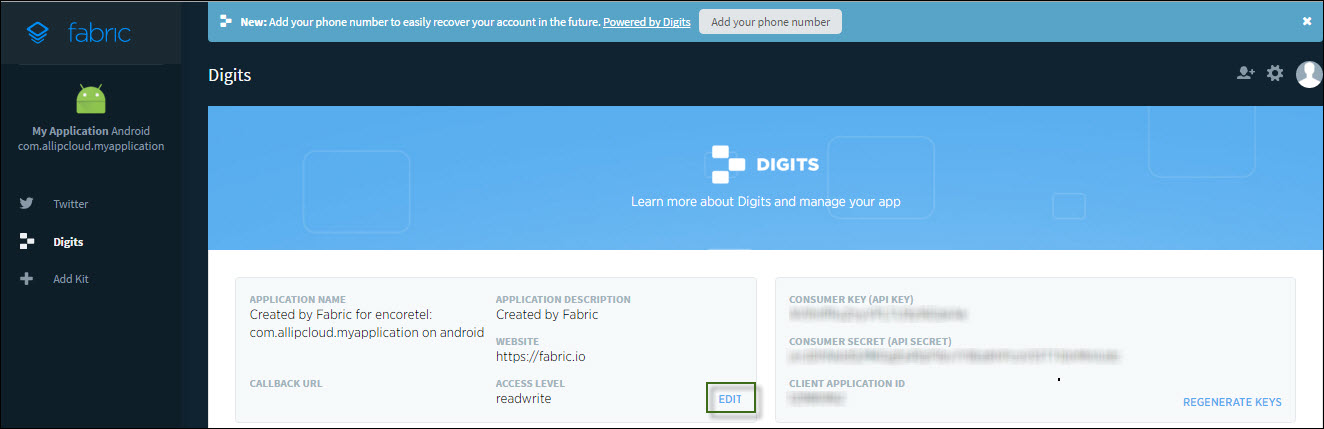 fabric
New: Add your phone number to easily recover your account in the future. Powered by Digits
Add your phone number
Digits
My Application Android
com.allipcloud.myapplication
Twitter
Digits
Add Kit
DIGITS
Learn more about Digits and manage your app
APPLICATION NAME
Created by Fabric for encoretel:
com.allipcloud.myapplication on android
CALLBACK URL
APPLICATION DESCRIPTION
Created by Fabric
WEBSITE
https://fabric.io
ACCESS LEVEL
readwrite
EDIT
CONSUMER KEY (API KEY)
CONSUMER SECRET (API SECRET)
CLIENT APPLICATION ID
REGENERATE KEYS